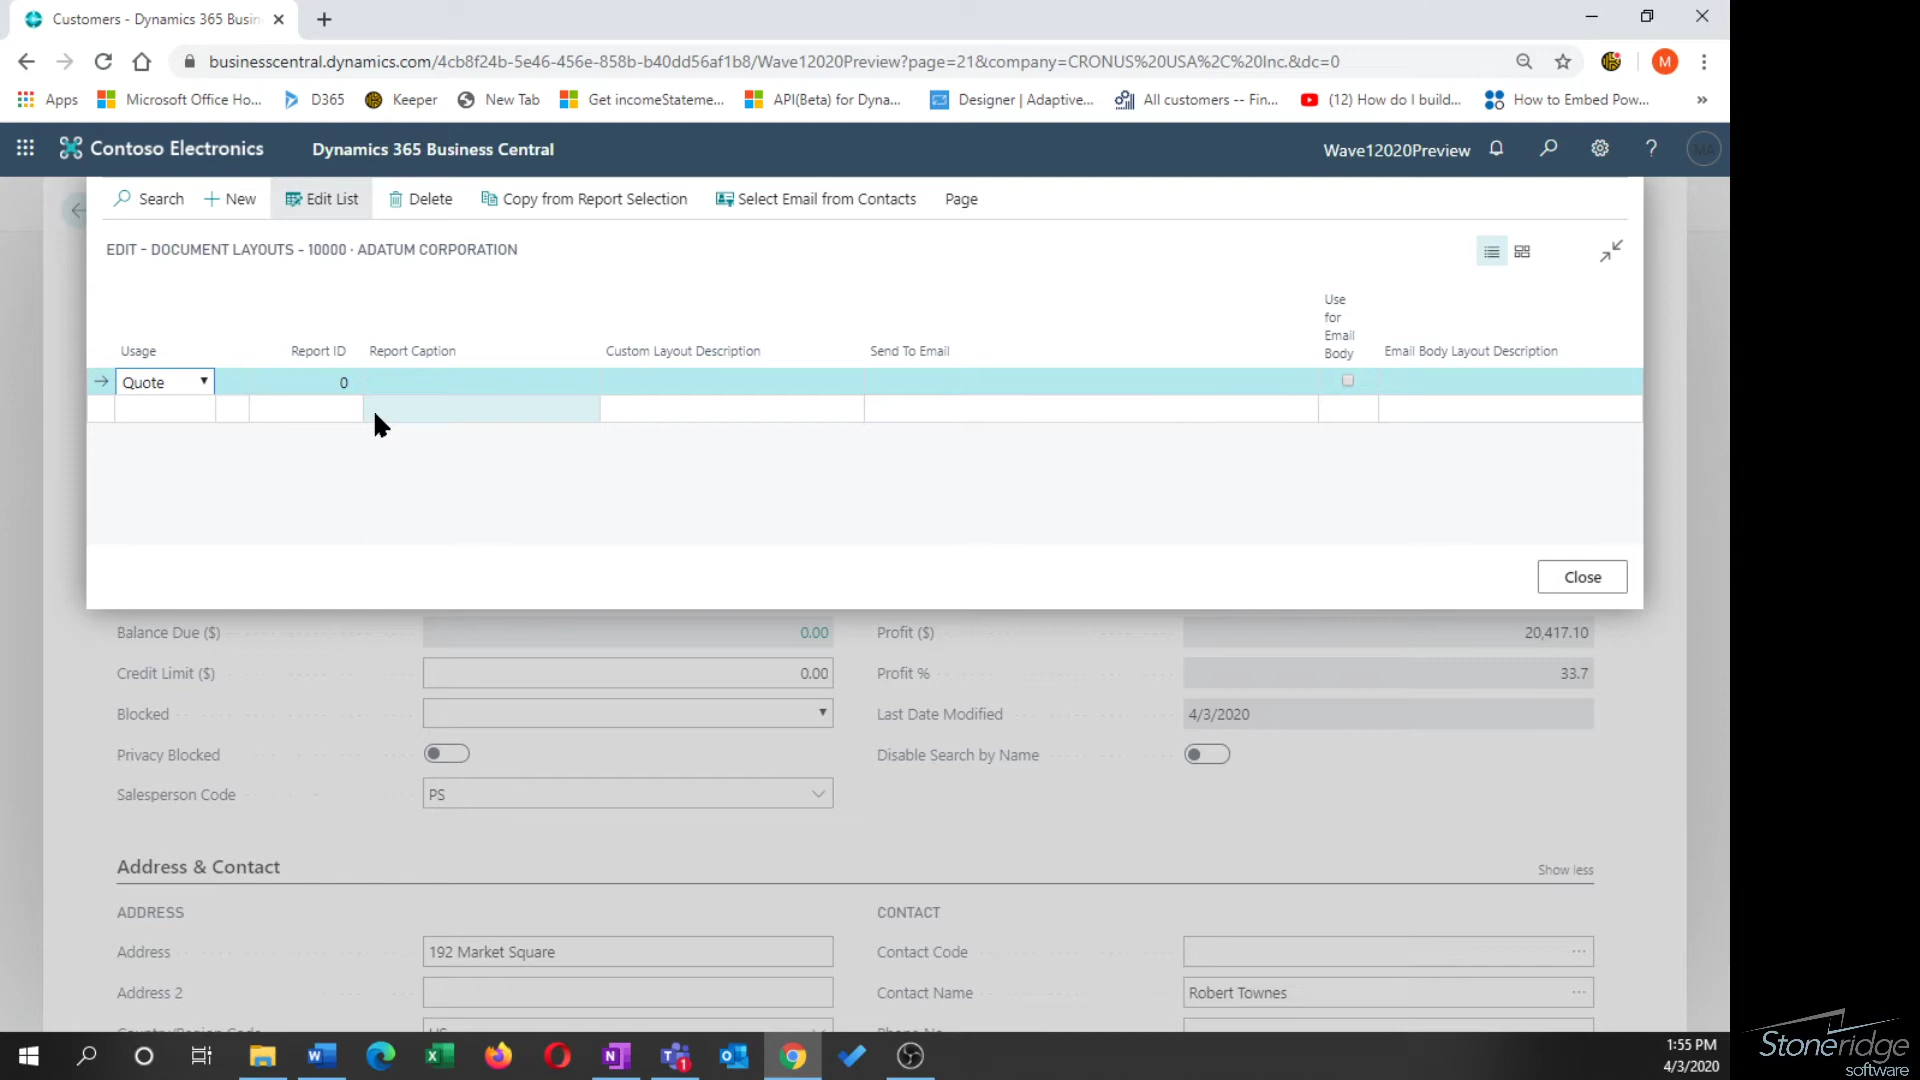 Customers - Dynamics 365 Busin
businesscentral.dynamics.com/4cb8f24b-5e46-456e-858b-b40dd56af1b8/Wave12020Preview?page=21&company=CRONUS%20USA%2C%20Inc.&dc=0
M
Apps Microsoft Office Ho... D365 Keeper New Tab Get incomeStateme... API(Beta) for Dyna... Designer | Adaptive... All customers -- Fin... (12) How do I build... How to Embed Pow... »
Contoso Electronics Dynamics 365 Business Central Wave12020Preview ? MA
Search New Edit List Delete Copy from Report Selection Select Email from Contacts Page
EDIT - DOCUMENT LAYOUTS - 10000 · ADATUM CORPORATION
Usage Report ID Report Caption Custom Layout Description Send To Email Use for Email Body Email Body Layout Description
Quote 0
Close
Balance Due ($) 0.00 Profit ($) 20,417.10
Credit Limit ($) 0.00 Profit % 33.7
Blocked Last Date Modified 4/3/2020
Privacy Blocked Disable Search by Name
Salesperson Code PS
Address & Contact Show less
ADDRESS CONTACT
Address 192 Market Square Contact Code
Address 2 Contact Name Robert Townes
Country/Region Code US Phone No.
1:55 PM
4/3/2020
Stoneridge
software